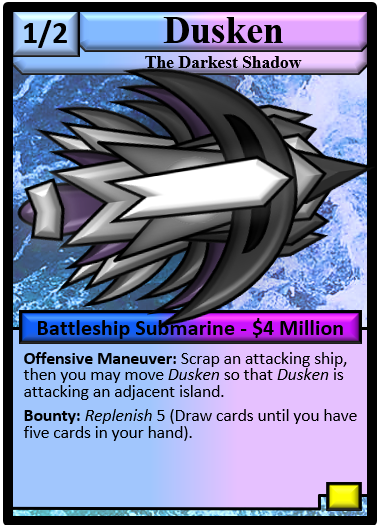 1/2
Dusken
The Darkest Shadow
Battleship Submarine - $4 Million
Offensive Maneuver: Scrap an attacking ship,
then you may move Dusken so that Dusken is
attacking an adjacent island.
Bounty: Replenish 5 (Draw cards until you have
five cards in your hand).